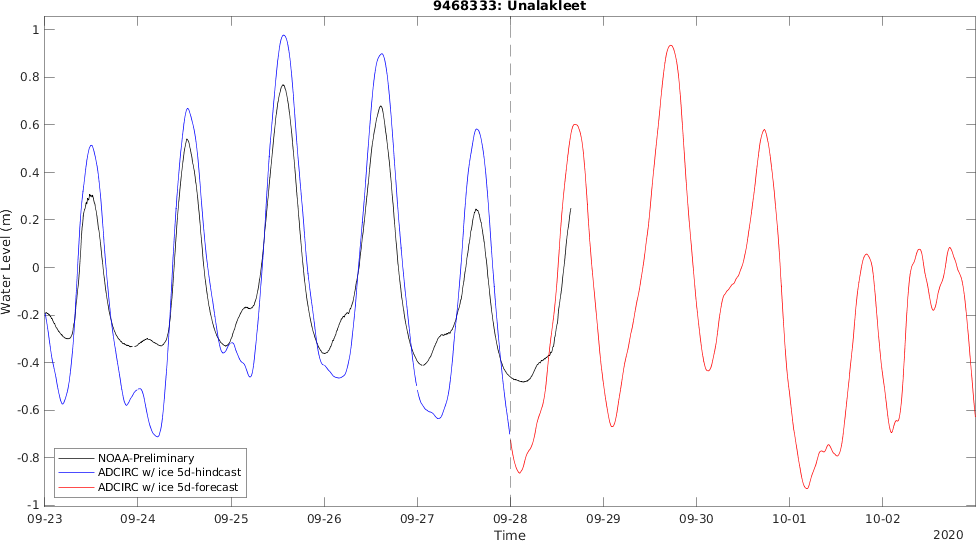 9468333: Unalakleet
Water Level (m)
1
0.8
0.6
0.4
0.2
0
-0.2
-0.4
-0.6
-0.8
-1
NOAA-Preliminary
ADCIRC w/ ice 5d-hindcast
ADCIRC w/ ice 5d-forecast
09-23 09-24 09-25 09-26 09-27 09-28 09-29 09-30 10-01 10-02
Time
2020